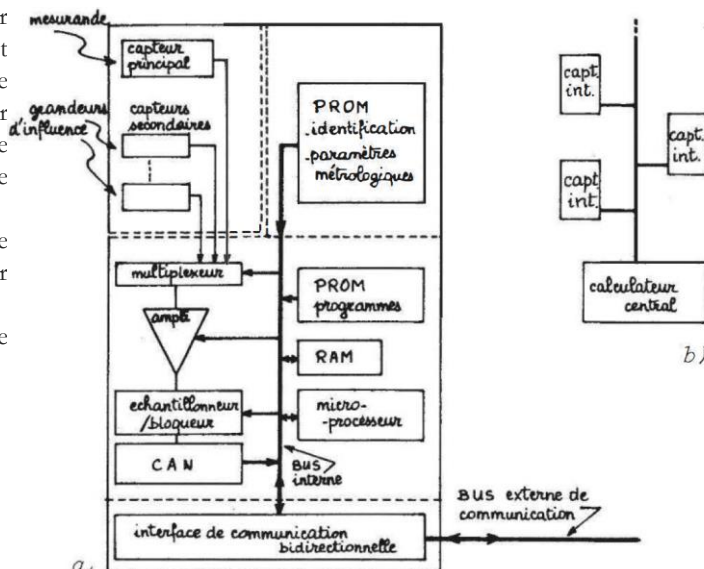 r
t
e
r
e
e
e
r
e
mesurande
capteur
principal
grandeurs
d'influence
capteurs
secondaires
PROM
-identification
-paramètres
métrologiques
multiplexeur
ampli
echantillonneur
/bloqueur
CAN
PROM
programmes
RAM
micro-
-processeur
BUS
interne
interface de communication
bidirectionnelle
BUS externe de
communication
a)
capt.
int.
capt.
int.
capt.
int.
calculateur
central
b)